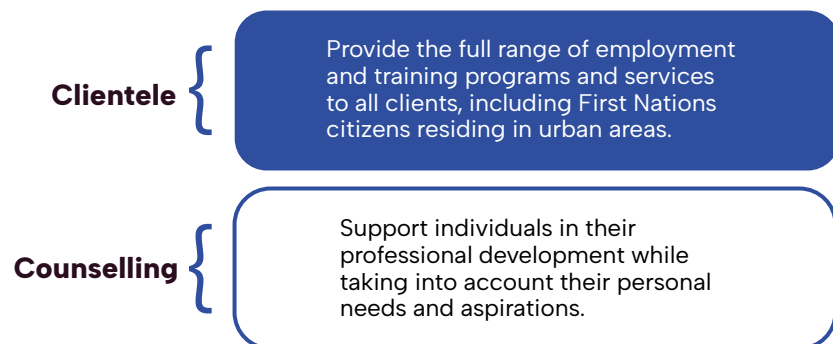 Clientele
Provide the full range of employment
and training programs and services
to all clients, including First Nations
citizens residing in urban areas.
Counselling
Support individuals in their
professional development while
taking into account their personal
needs and aspirations.